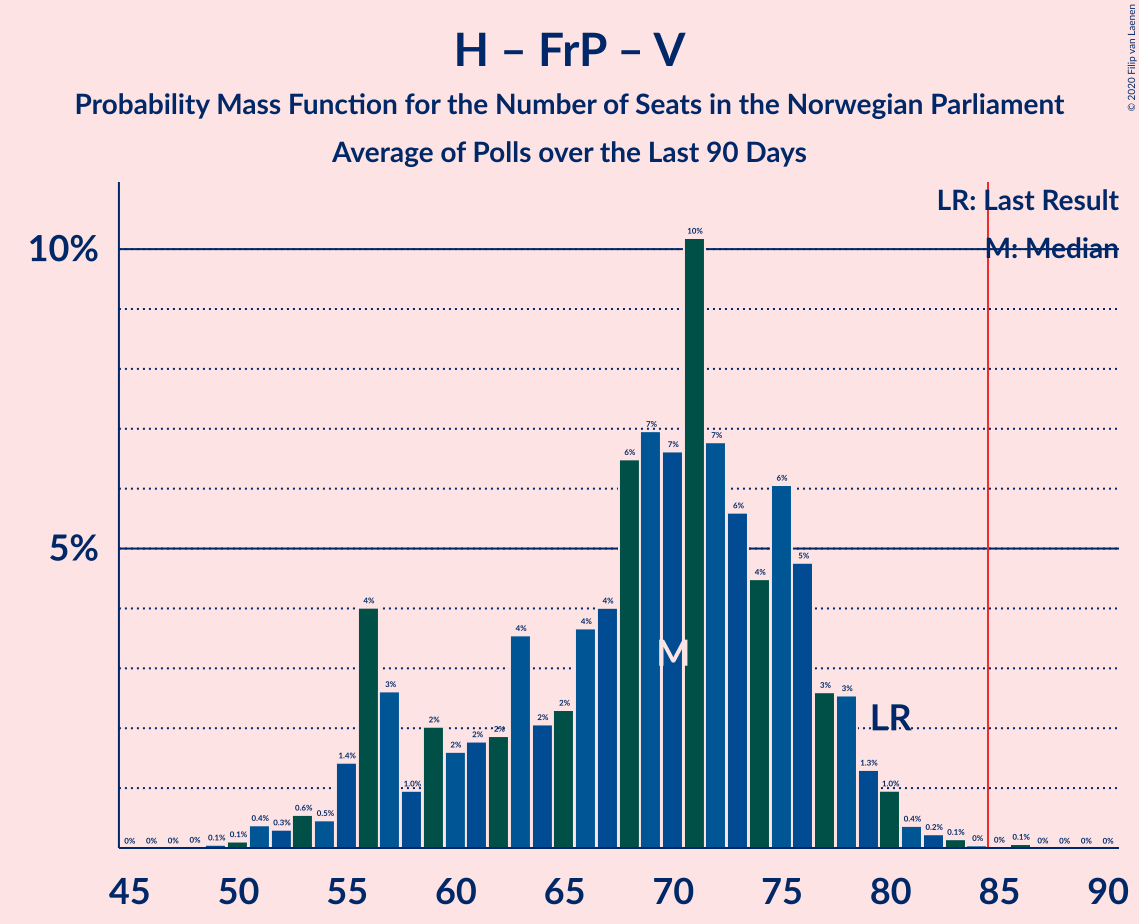 H – FrP – V
Probability Mass Function for the Number of Seats in the Norwegian Parliament
Average of Polls over the Last 90 Days
© 2020 Filip van Laenen
LR: Last Result
M: Median
10%
5%
0% 0% 0% 0% 0.1% 0.1% 0.4% 0.3% 0.6% 0.5% 1.4% 4% 3% 1.0% 2% 2% 2% 2% 4% 2% 2% 4% 4% 6% 7% 7% 10% 7% 6% 4% 6% 5% 3% 3% 1.3% 1.0% 0.4% 0.2% 0.1% 0% 0% 0.1% 0% 0% 0% 0%
M
LR
45 50 55 60 65 70 75 80 85 90